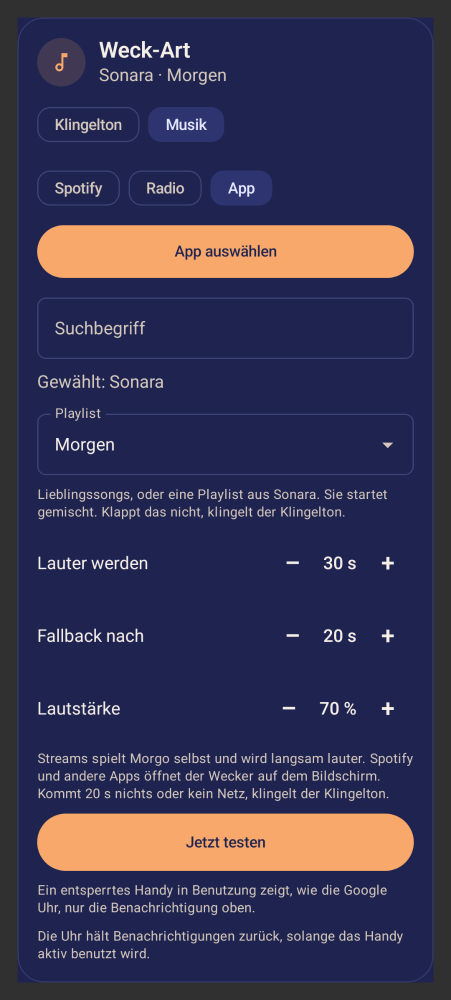 Weck-Art
Sonara · Morgen
Klingelton
Musik
Spotify
Radio
App
App auswählen
Suchbegriff
Gewählt: Sonara
Playlist
Morgen
Lieblingssongs, oder eine Playlist aus Sonara. Sie startet
gemischt. Klappt das nicht, klingelt der Klingelton.
Lauter werden − 30 s +
Fallback nach − 20 s +
Lautstärke − 70 % +
Streams spielt Morgo selbst und wird langsam lauter. Spotify
und andere Apps öffnet der Wecker auf dem Bildschirm.
Kommt 20 s nichts oder kein Netz, klingelt der Klingelton.
Jetzt testen
Ein entsperrtes Handy in Benutzung zeigt, wie die Google
Uhr, nur die Benachrichtigung oben.
Die Uhr hält Benachrichtigungen zurück, solange das Handy
aktiv benutzt wird.